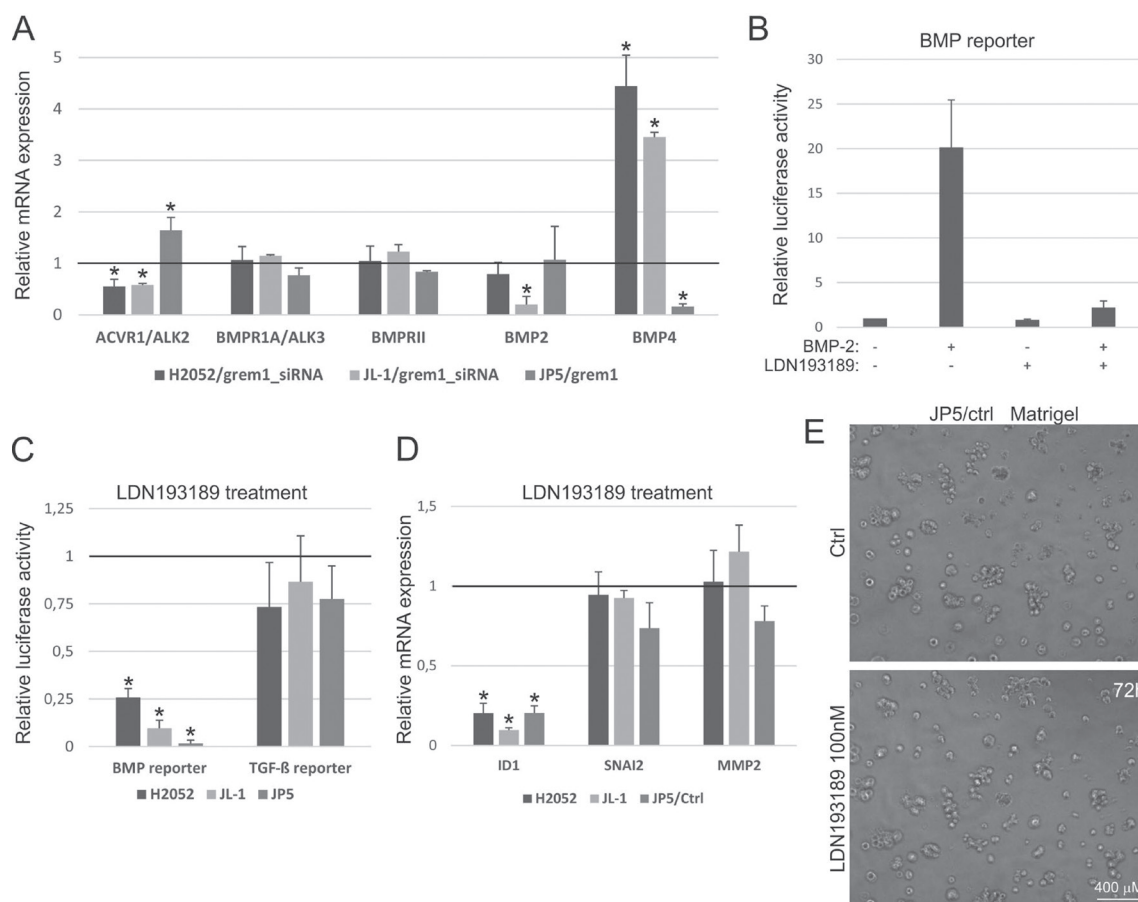 A
Relative mRNA expression
5
4
3
2
1
0
* * *
*
* * *
ACVR1/ALK2 BMPR1A/ALK3 BMPRII BMP2 BMP4
H2052/grem1_siRNA JL-1/grem1_siRNA JP5/grem1
B
BMP reporter
Relative luciferase activity
30
25
20
15
10
5
0
BMP-2: - + - +
LDN193189: - - + +
C
LDN193189 treatment
Relative luciferase activity
1,25
1
0,75
0,5
0,25
0
* * *
BMP reporter TGF-ß reporter
H2052 JL-1 JP5
D
LDN193189 treatment
Relative mRNA expression
1,5
1
0,5
0
* * *
ID1 SNAI2 MMP2
H2052 JL-1 JP5/Ctrl
E
JP5/ctrl Matrigel
Ctrl
LDN193189 100nM
72h
400 µM